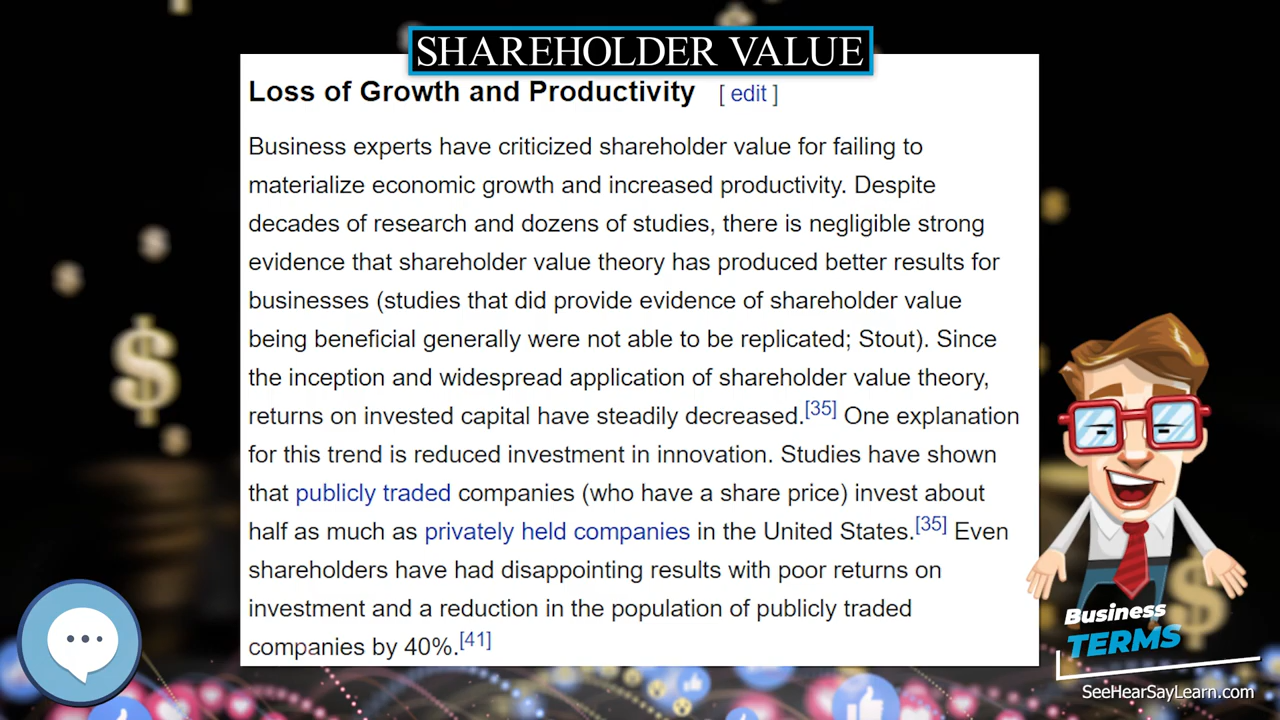 SHAREHOLDER VALUE
Loss of Growth and Productivity [ edit ]
Business experts have criticized shareholder value for failing to
materialize economic growth and increased productivity. Despite
decades of research and dozens of studies, there is negligible strong
evidence that shareholder value theory has produced better results for
businesses (studies that did provide evidence of shareholder value
being beneficial generally were not able to be replicated; Stout). Since
the inception and widespread application of shareholder value theory,
returns on invested capital have steadily decreased.[35] One explanation
for this trend is reduced investment in innovation. Studies have shown
that publicly traded companies (who have a share price) invest about
half as much as privately held companies in the United States.[35] Even
shareholders have had disappointing results with poor returns on
investment and a reduction in the population of publicly traded
companies by 40%.[41]
Business
TERMS
SeeHearSayLearn.com